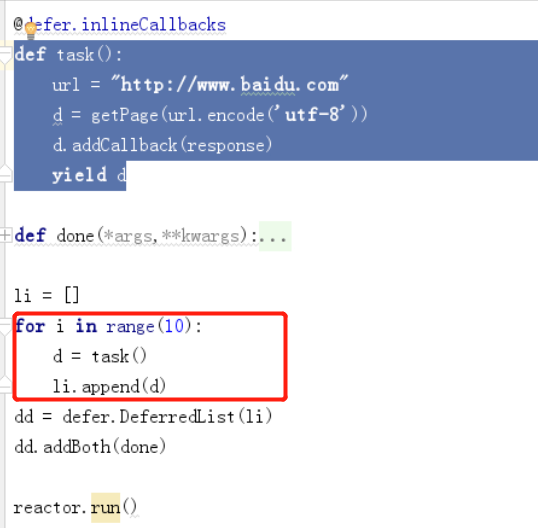 @defer.inlineCallbacks
def task():
    url = "http://www.baidu.com"
    d = getPage(url.encode('utf-8'))
    d.addCallback(response)
    yield d
def done(*args,**kwargs):...
li = []
for i in range(10):
    d = task()
    li.append(d)
dd = defer.DeferredList(li)
dd.addBoth(done)
reactor.run()